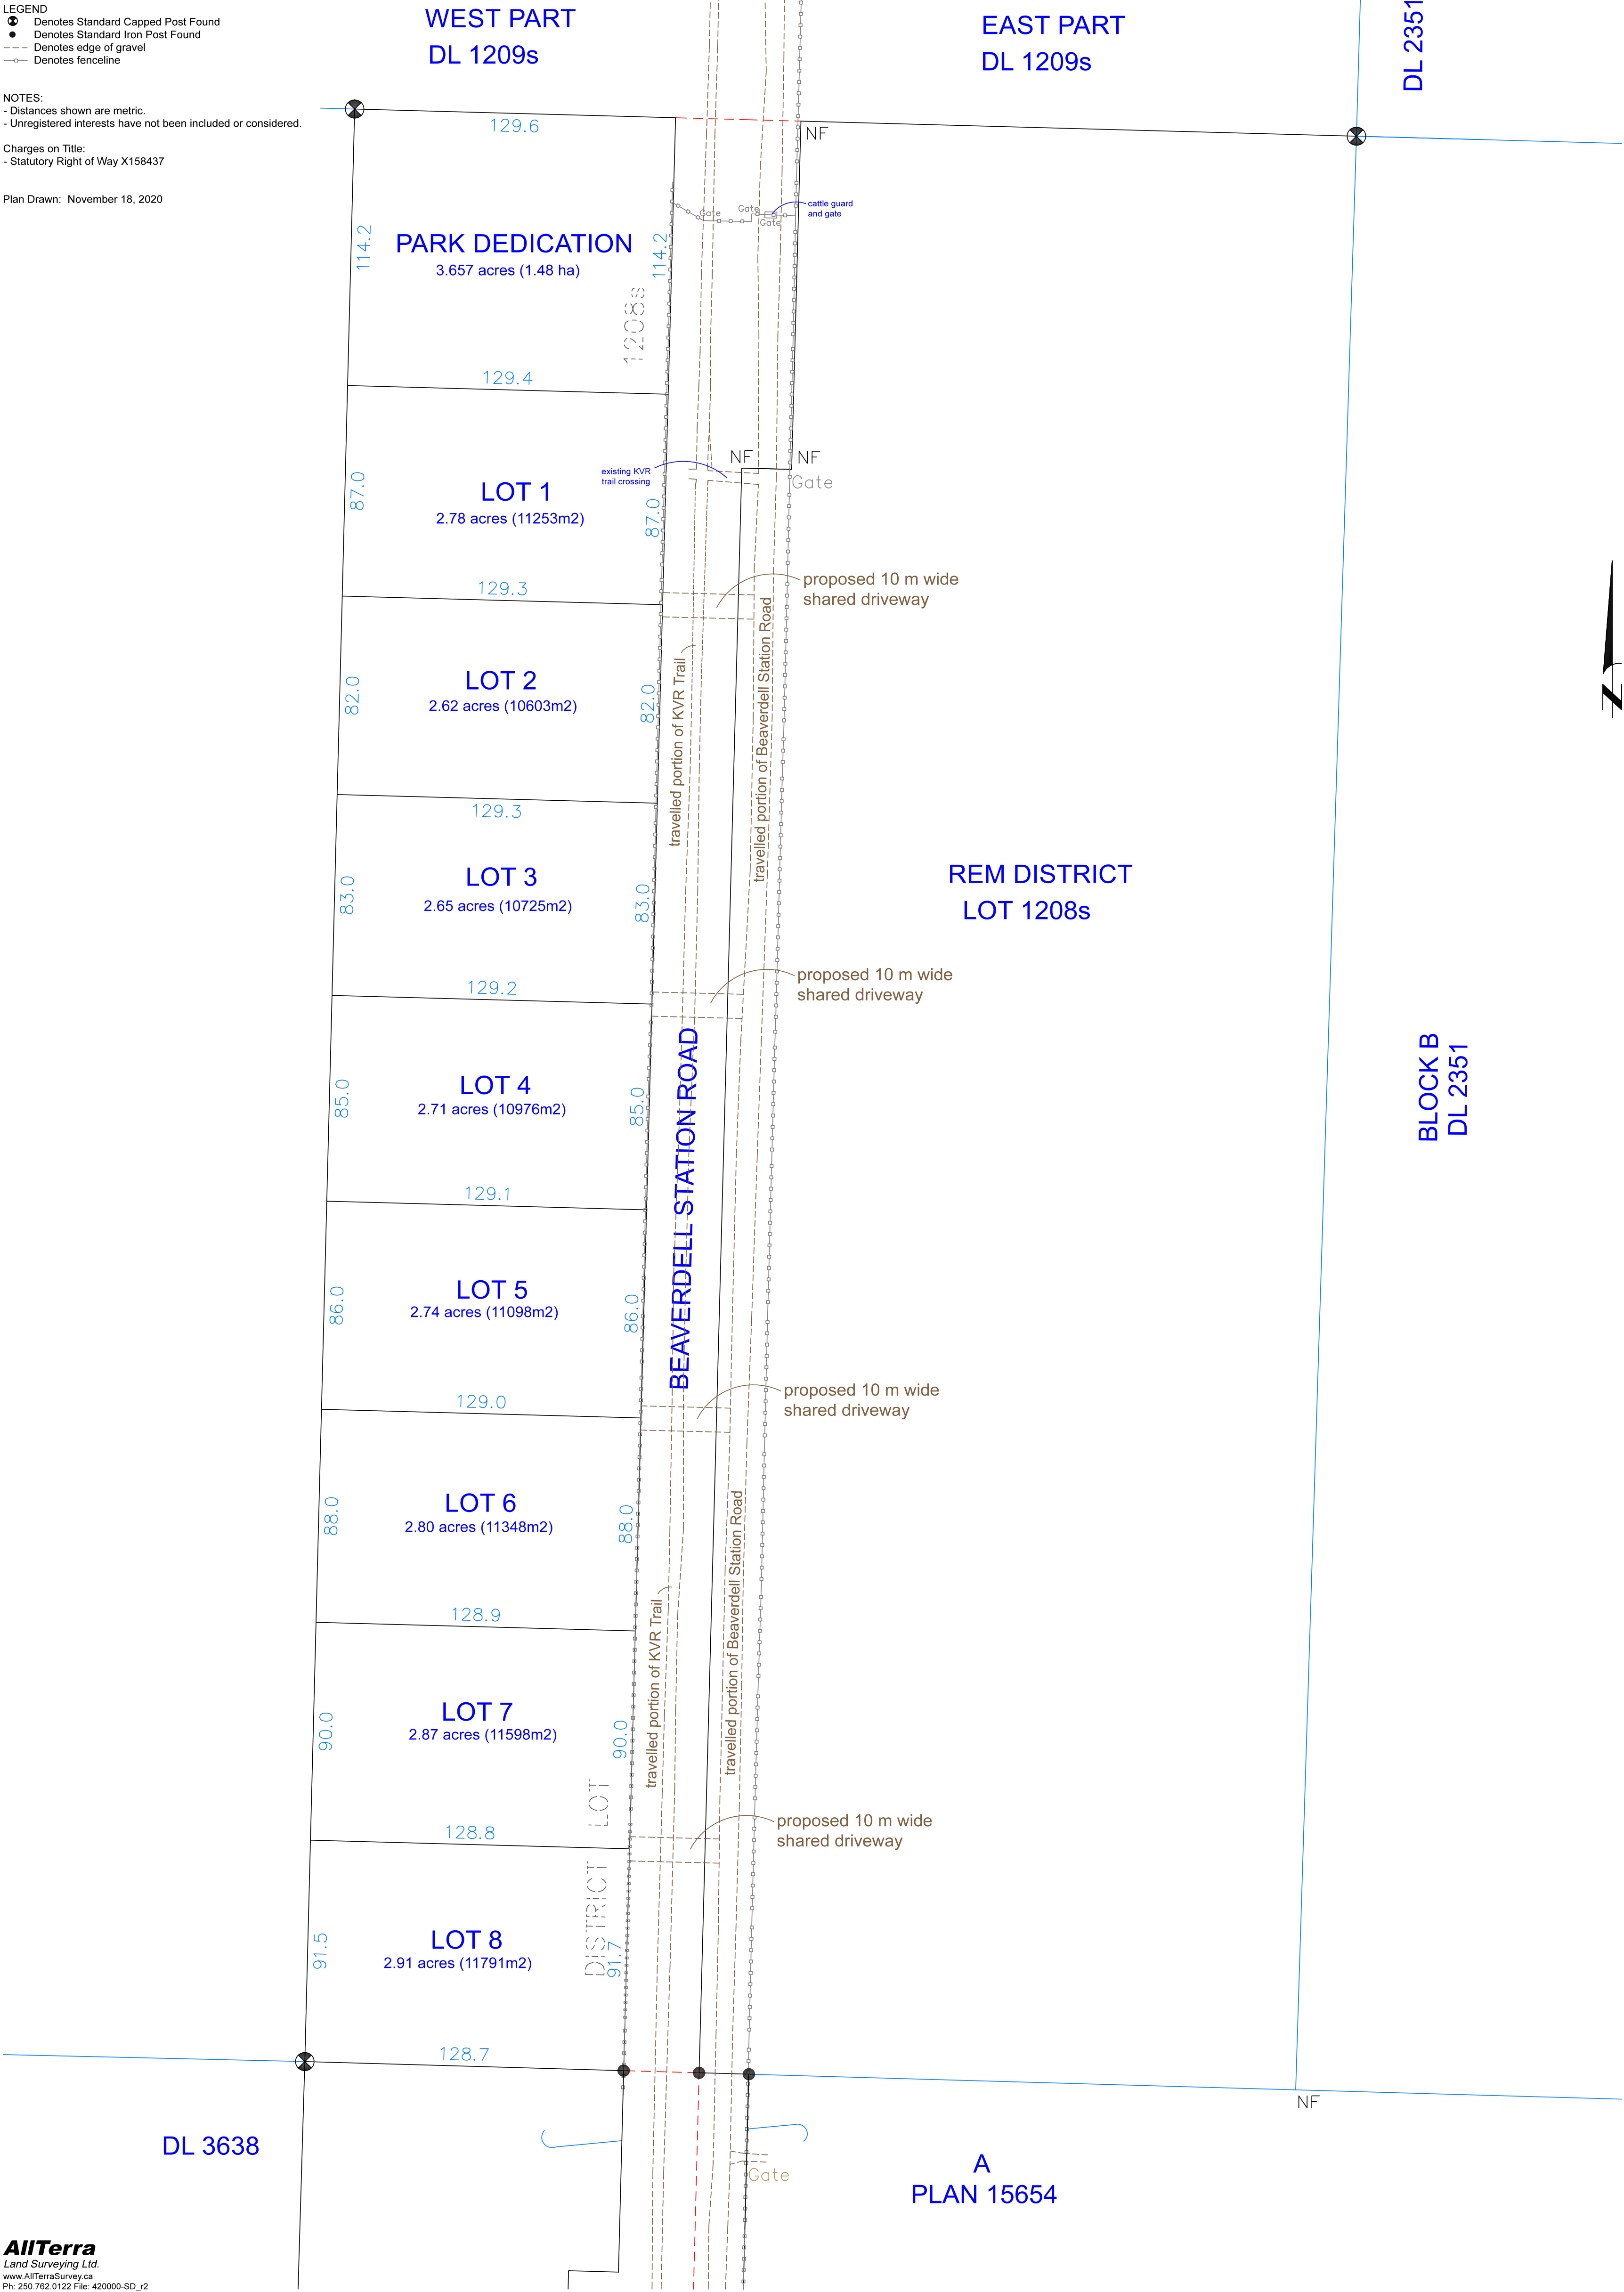 LEGEND
Denotes Standard Capped Post Found
Denotes Standard Iron Post Found
Denotes edge of gravel
Denotes fenceline
NOTES:
- Distances shown are metric.
- Unregistered interests have not been included or considered.
Charges on Title:
- Statutory Right of Way X158437
Plan Drawn:  November 18, 2020
WEST PART
DL 1209s
EAST PART
DL 1209s
DL 2351
129.6
NF
cattle guard
and gate
Gate
Gate
Gate
114.2
PARK DEDICATION
3.657 acres (1.48 ha)
114.2
1208s
129.4
NF
NF
Gate
existing KVR
trail crossing
87.0
LOT 1
2.78 acres (11253m2)
87.0
129.3
proposed 10 m wide
shared driveway
82.0
LOT 2
2.62 acres (10603m2)
82.0
travelled portion of KVR Trail
travelled portion of Beaverdell Station Road
129.3
83.0
LOT 3
2.65 acres (10725m2)
83.0
REM DISTRICT
LOT 1208s
129.2
proposed 10 m wide
shared driveway
85.0
LOT 4
2.71 acres (10976m2)
85.0
BEAVERDELL STATION ROAD
BLOCK B
DL 2351
129.1
86.0
LOT 5
2.74 acres (11098m2)
86.0
129.0
proposed 10 m wide
shared driveway
88.0
LOT 6
2.80 acres (11348m2)
88.0
travelled portion of KVR Trail
travelled portion of Beaverdell Station Road
128.9
90.0
LOT 7
2.87 acres (11598m2)
90.0
DISTRICT LOT
128.8
proposed 10 m wide
shared driveway
91.5
LOT 8
2.91 acres (11791m2)
91.7
128.7
NF
DL 3638
Gate
A
PLAN 15654
N
AllTerra
Land Surveying Ltd.
www.AllTerraSurvey.ca
Ph: 250.762.0122 File: 420000-SD_r2